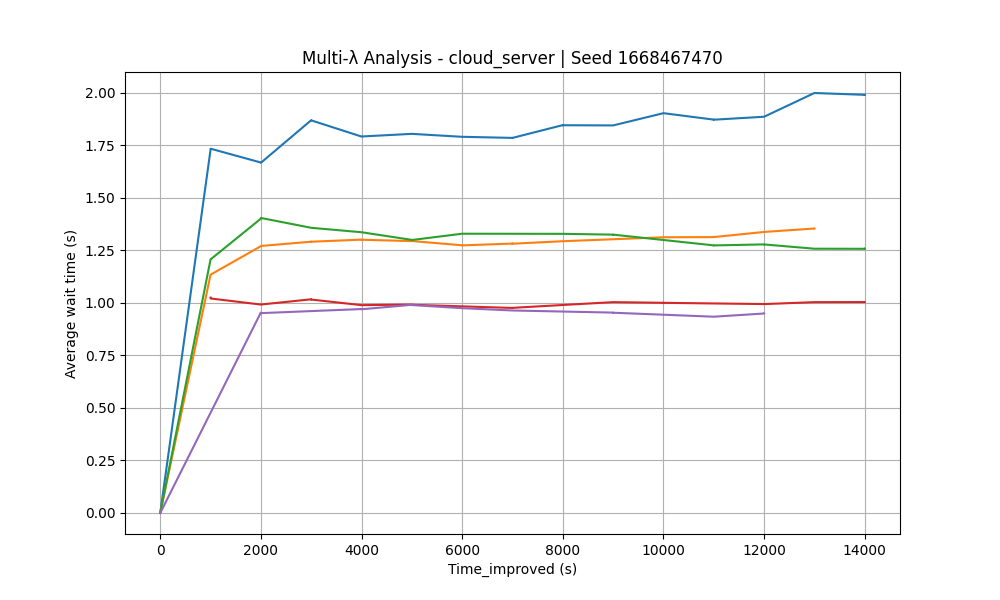 Multi-λ Analysis - cloud_server | Seed 1668467470
2.00
1.75
1.50
1.25
1.00
0.75
0.50
0.25
0.00
Average wait time (s)
0 2000 4000 6000 8000 10000 12000 14000
Time_improved (s)